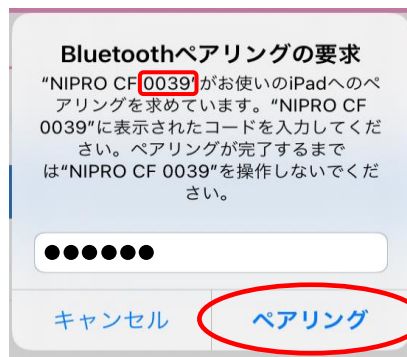 Bluetoothペアリングの要求
“NIPRO CF 0039”がお使いのiPadへのペ
アリングを求めています。“NIPRO CF
0039”に表示されたコードを入力してくだ
さい。ペアリングが完了するまで
は“NIPRO CF 0039”を操作しないでくだ
さい。
●●●●●●
キャンセル
ペアリング